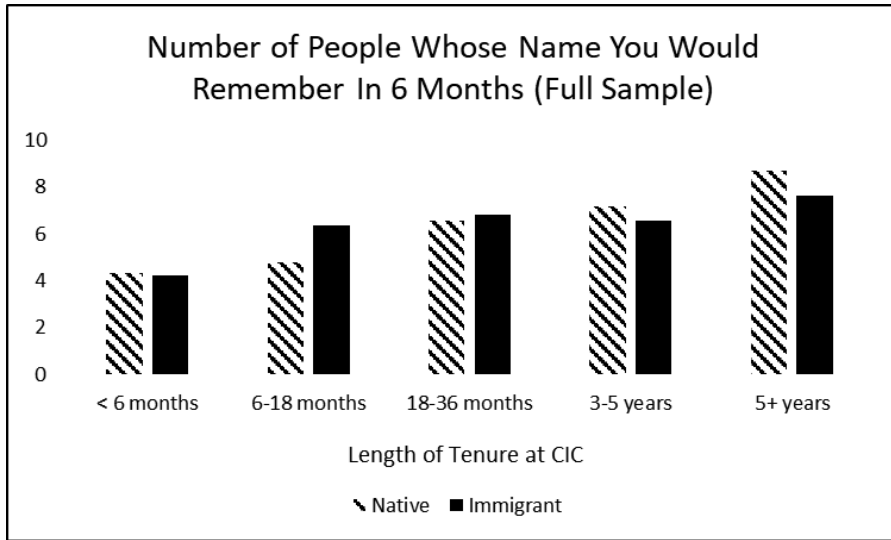 Number of People Whose Name You Would
Remember In 6 Months (Full Sample)
10
8
6
4
2
0
< 6 months 6-18 months 18-36 months 3-5 years 5+ years
Length of Tenure at CIC
Native Immigrant